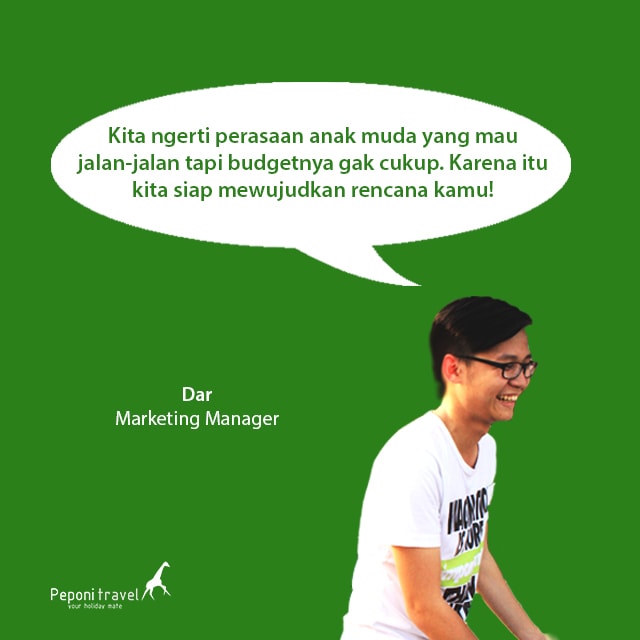 Kita ngerti perasaan anak muda yang mau
jalan-jalan tapi budgetnya gak cukup. Karena itu
kita siap mewujudkan rencana kamu!
Dar
Marketing Manager
Peponi travel
your holiday mate